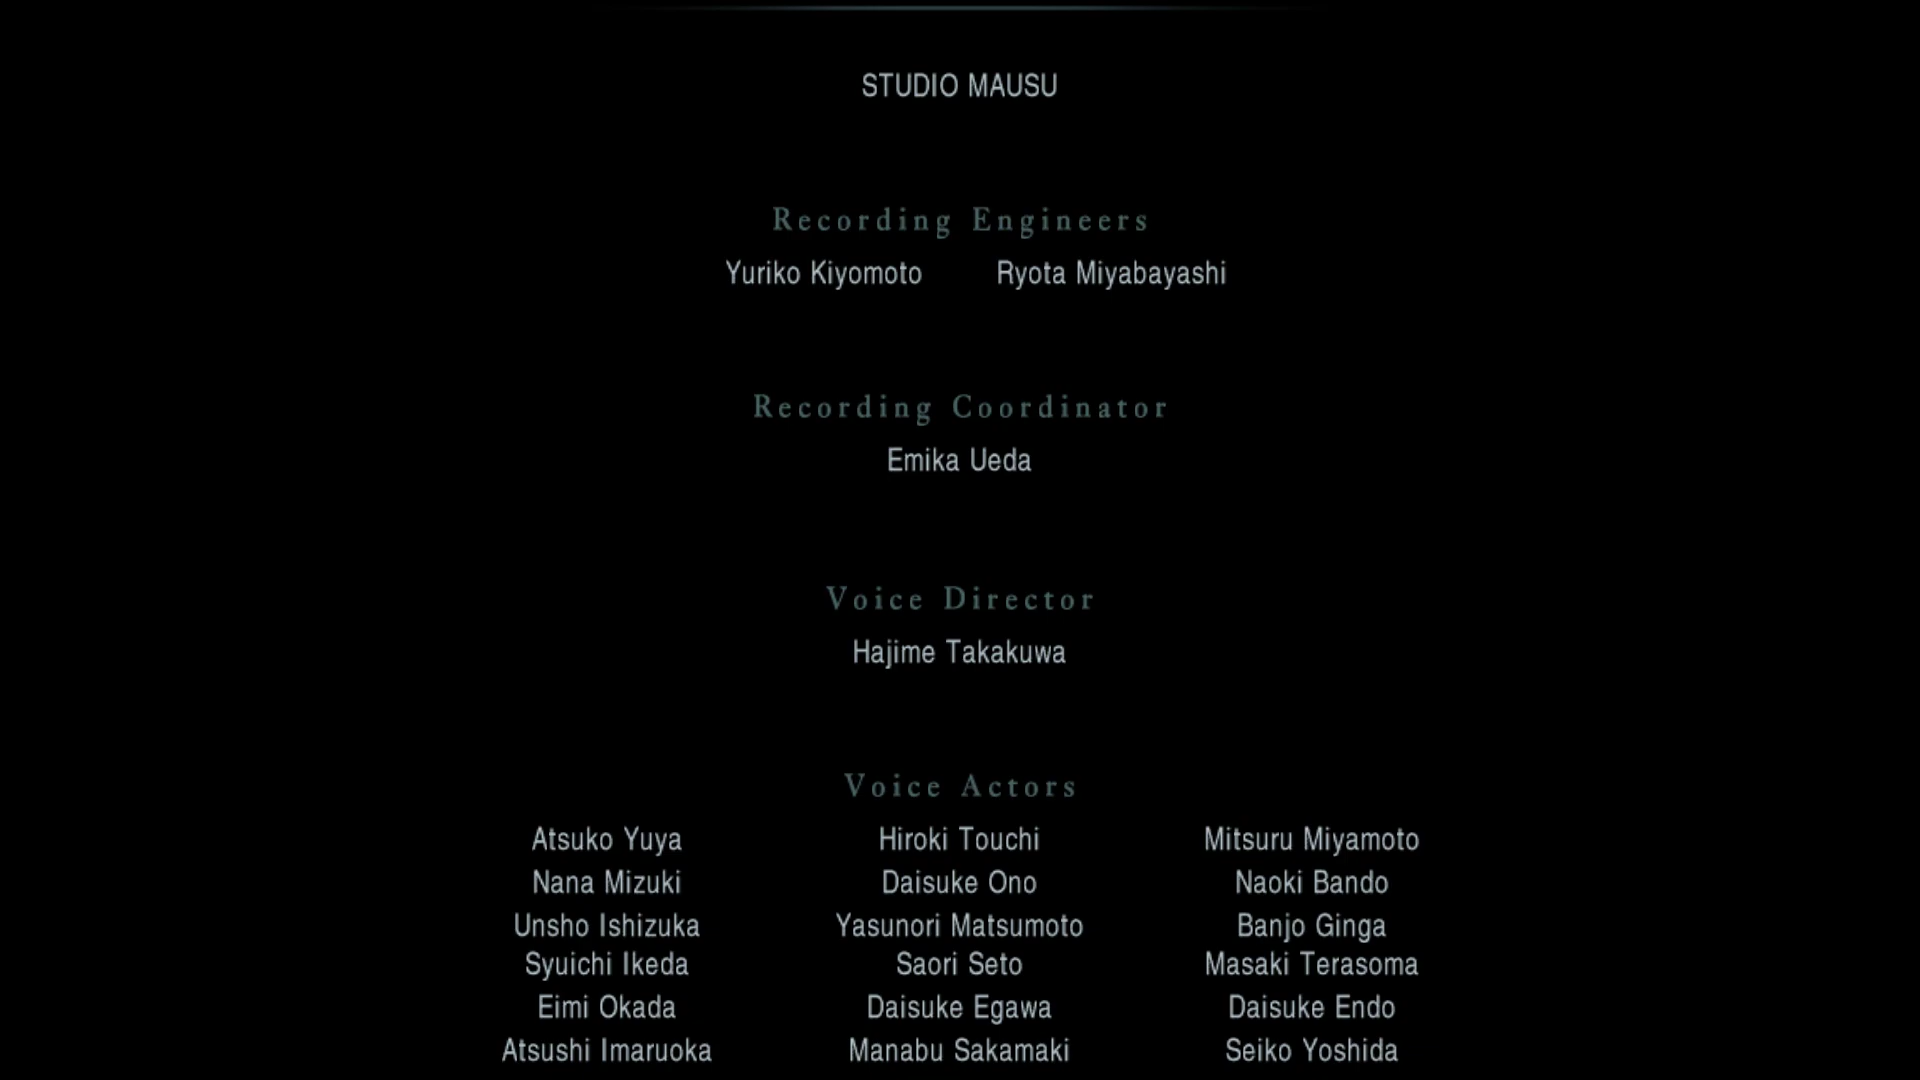 STUDIO MAUSU
Recording Engineers
Yuriko Kiyomoto Ryota Miyabayashi
Recording Coordinator
Emika Ueda
Voice Director
Hajime Takakuwa
Voice Actors
Atsuko Yuya Hiroki Touchi Mitsuru Miyamoto
Nana Mizuki Daisuke Ono Naoki Bando
Unsho Ishizuka Yasunori Matsumoto Banjo Ginga
Syuichi Ikeda Saori Seto Masaki Terasoma
Eimi Okada Daisuke Egawa Daisuke Endo
Atsushi Imaruoka Manabu Sakamaki Seiko Yoshida